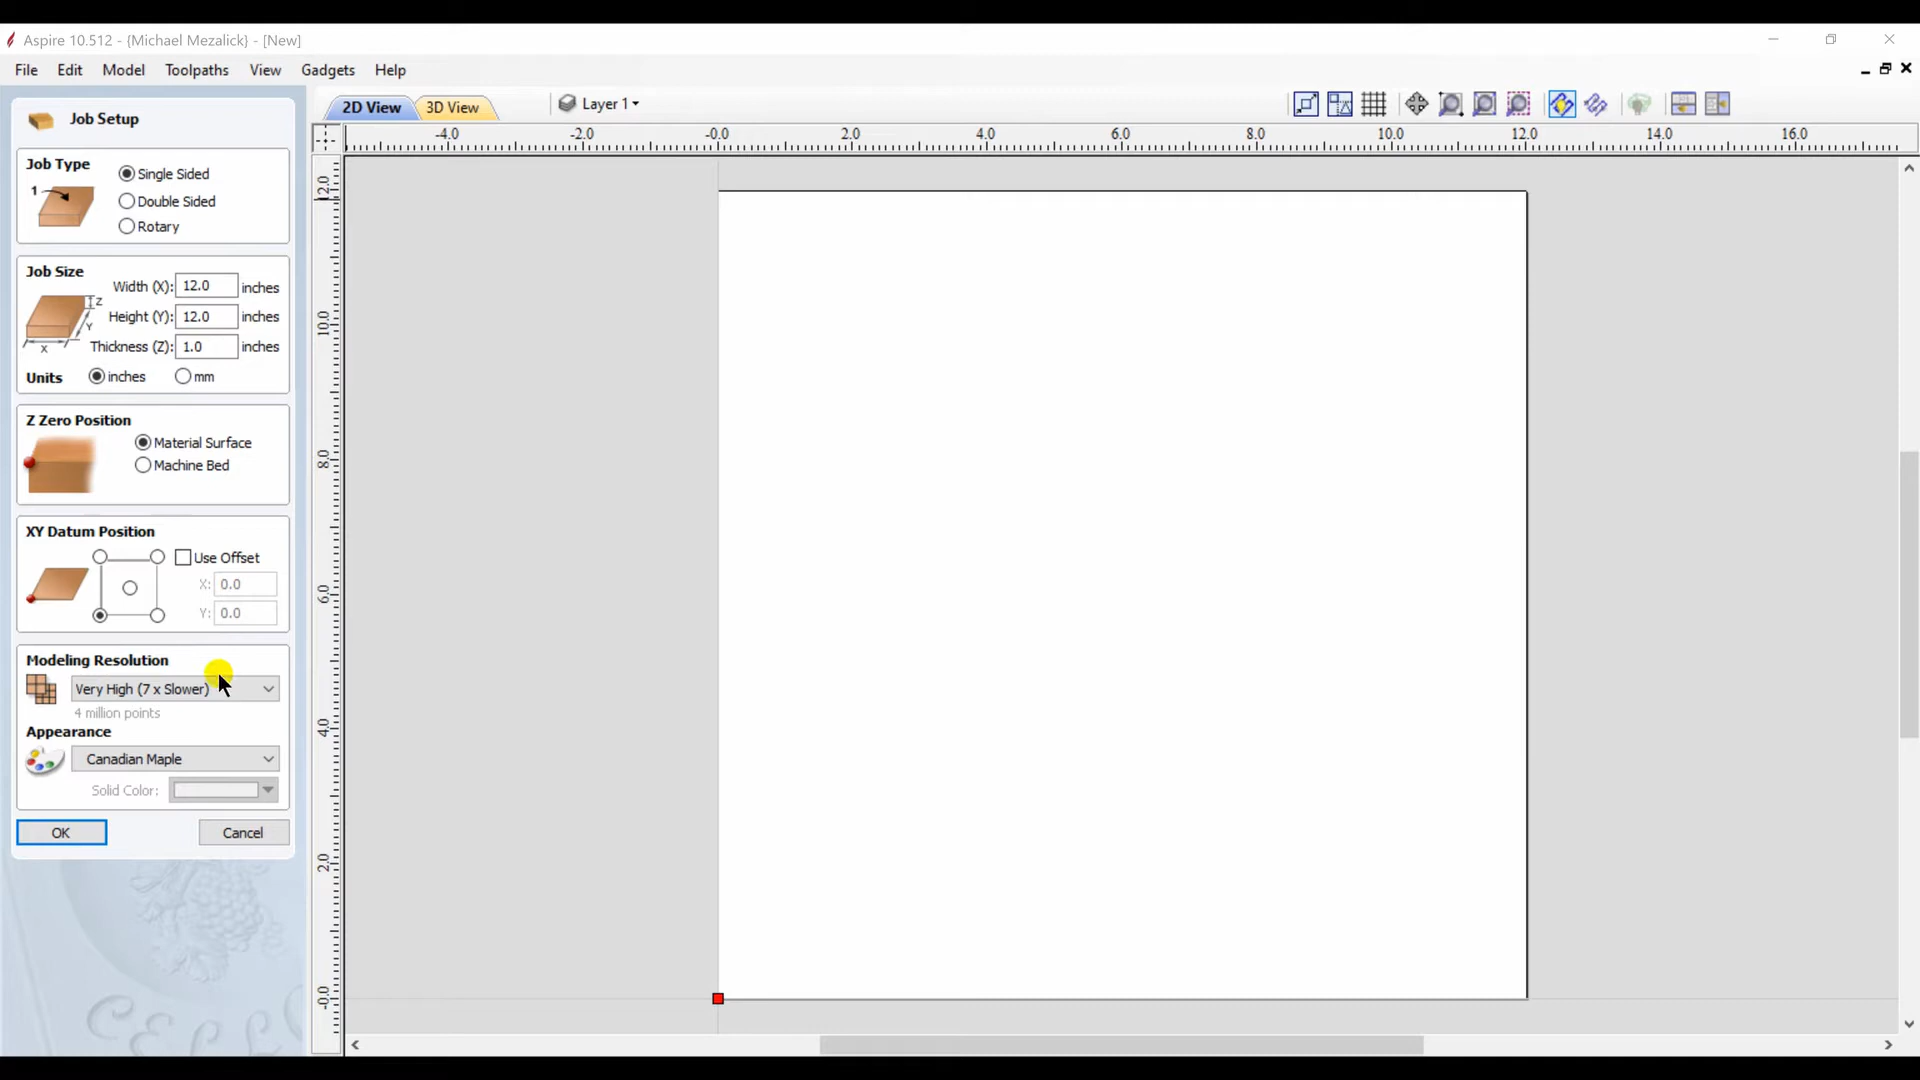 Aspire 10.512 - {Michael Mezalick} - [New]
File Edit Model Toolpaths View Gadgets Help
Job Setup
2D View 3D View Layer 1
-4.0 -2.0 -0.0 2.0 4.0 6.0 8.0 10.0 12.0 14.0 16.0
12.0
10.0
8.0
6.0
4.0
2.0
-0.0
Job Type
1
Single Sided
Double Sided
Rotary
Job Size
Width (X): 12.0 inches
Z
Y
X
Height (Y): 12.0 inches
Thickness (Z): 1.0 inches
Units inches mm
Z Zero Position
Material Surface
Machine Bed
XY Datum Position
Use Offset
X: 0.0
Y: 0.0
Modeling Resolution
Very High (7 x Slower)
4 million points
Appearance
Canadian Maple
Solid Color:
OK Cancel